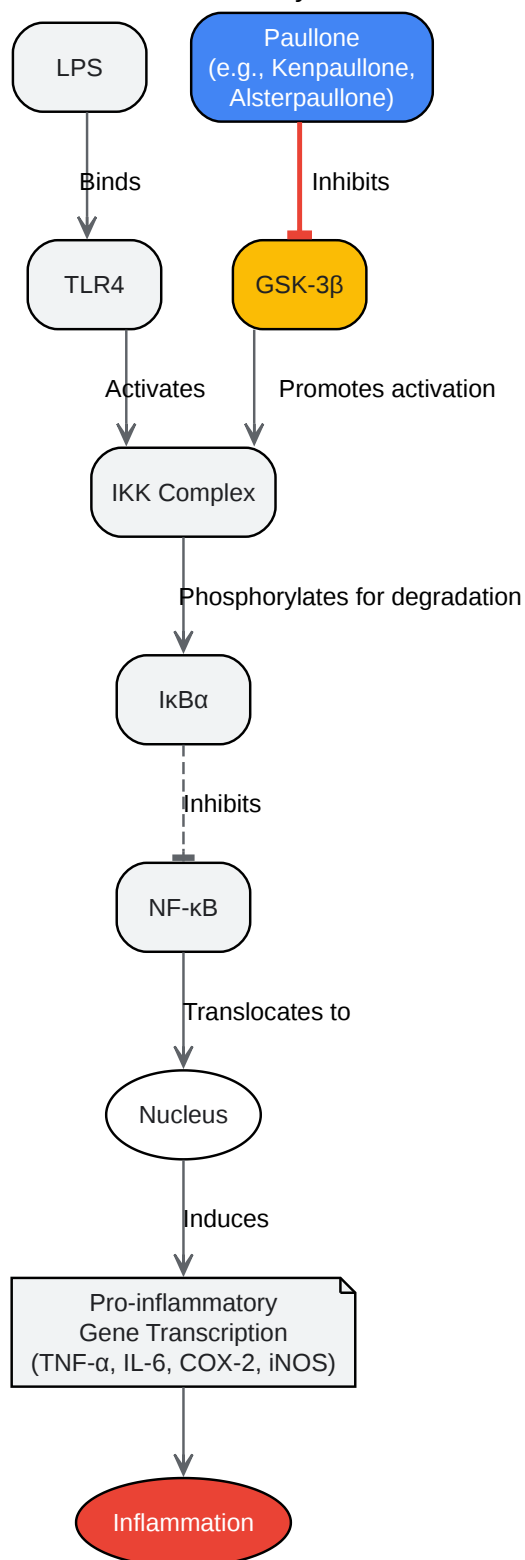 LPS
Paullone
(e.g., Kenpaullone,
Alsterpaullone)
Binds
Inhibits
TLR4
GSK-3β
Activates
Promotes activation
IKK Complex
Phosphorylates for degradation
IκBα
Inhibits
NF-κB
Translocates to
Nucleus
Induces
Pro-inflammatory
Gene Transcription
(TNF-α, IL-6, COX-2, iNOS)
Inflammation